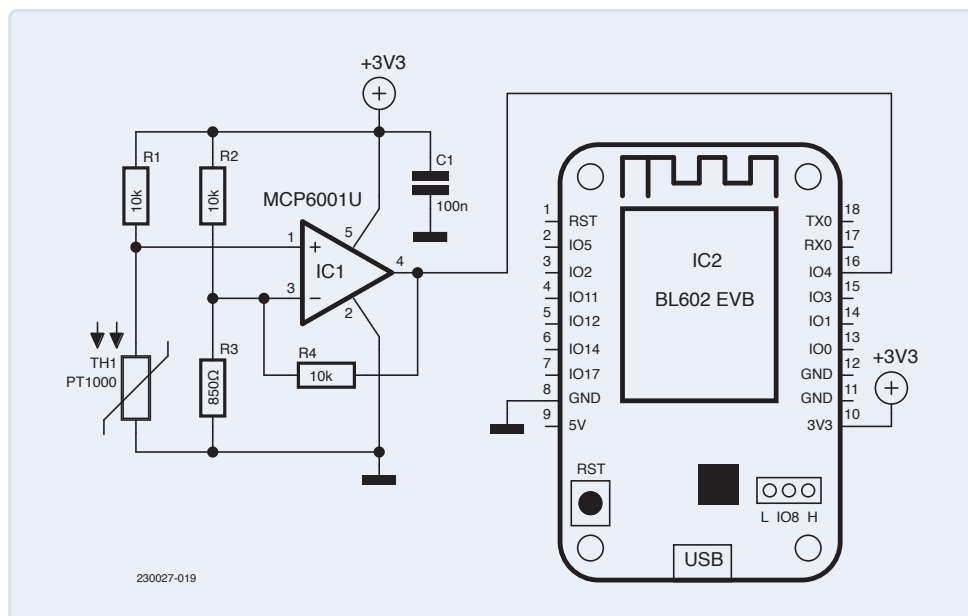 +3V3
R1
10k
R2
10k
C1
100n
MCP6001U
1
+
5
IC1
4
3
–
2
R4
10k
R3
850Ω
TH1
PT1000
1
RST
2
IO5
3
IO2
4
IO11
5
IO12
6
IO14
7
IO17
8
GND
9
5V
IC2
BL602 EVB
18
TX0
17
RX0
16
IO4
15
IO3
14
IO1
13
IO0
12
GND
11
GND
10
3V3
+3V3
RST
L IO8 H
USB
230027-019